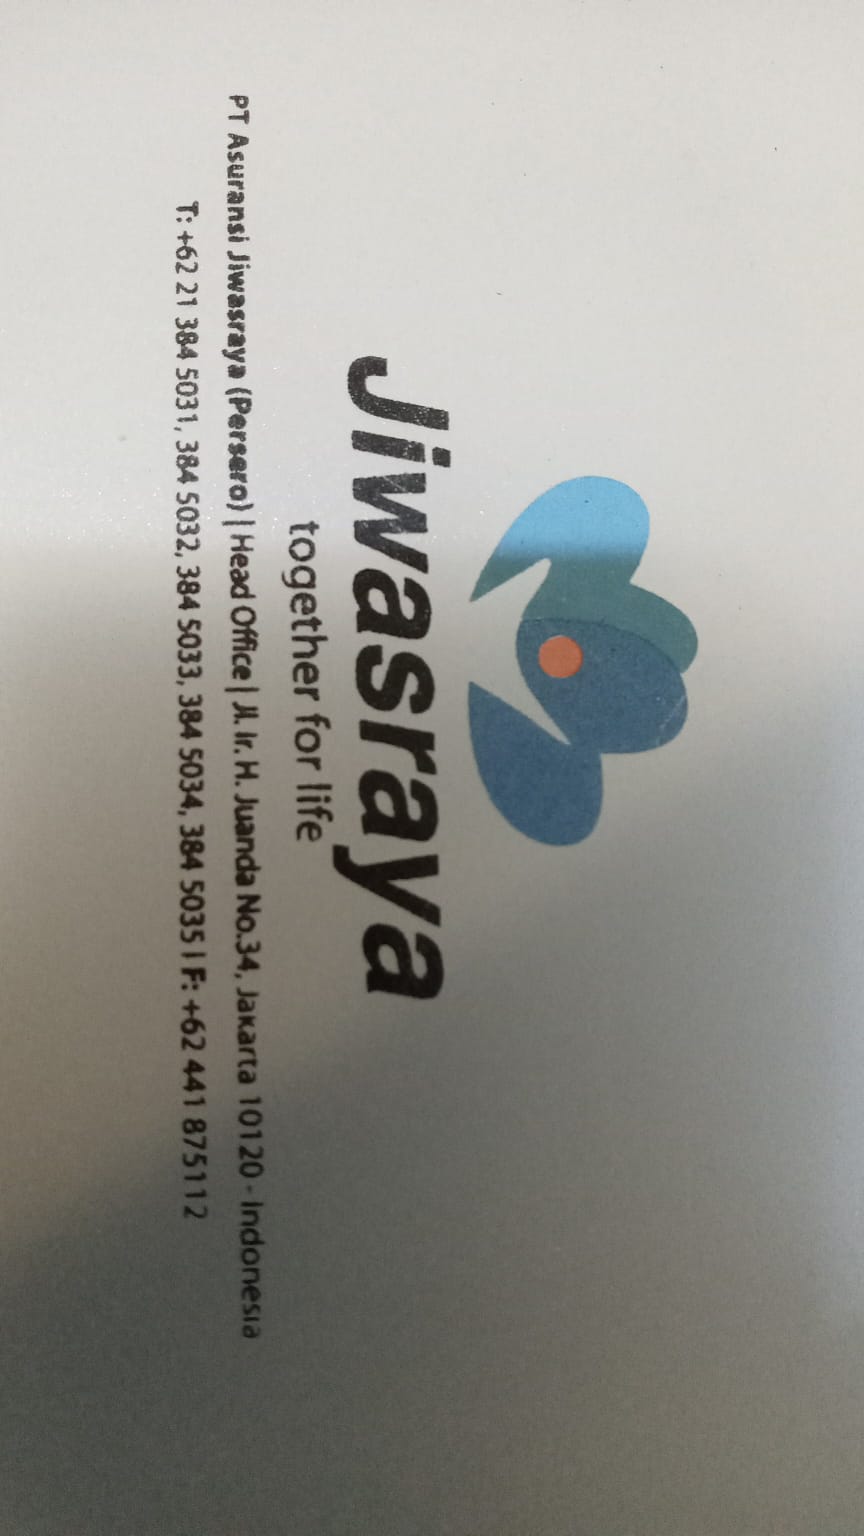 Jiwasraya
together for life
PT Asuransi Jiwasraya (Persero) | Head Office | Jl. Ir. H. Juanda No.34, Jakarta 10120 - Indonesia
T: +62 21 384 5031, 384 5032, 384 5033, 384 5034, 384 5035 I F: +62 441 875112